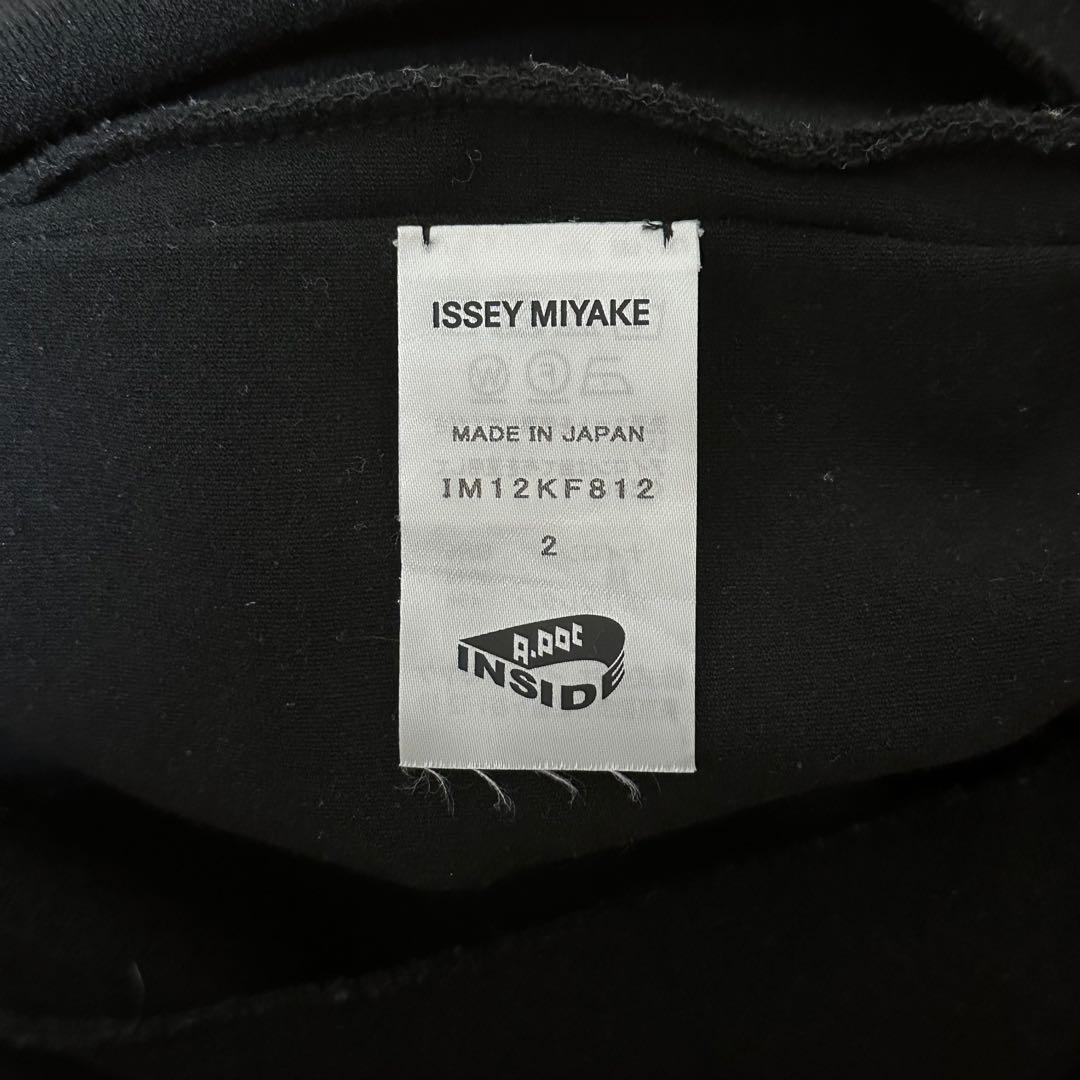 ISSEY MIYAKE
MADE IN JAPAN
IM12KF812
2
A.POC
INSIDE